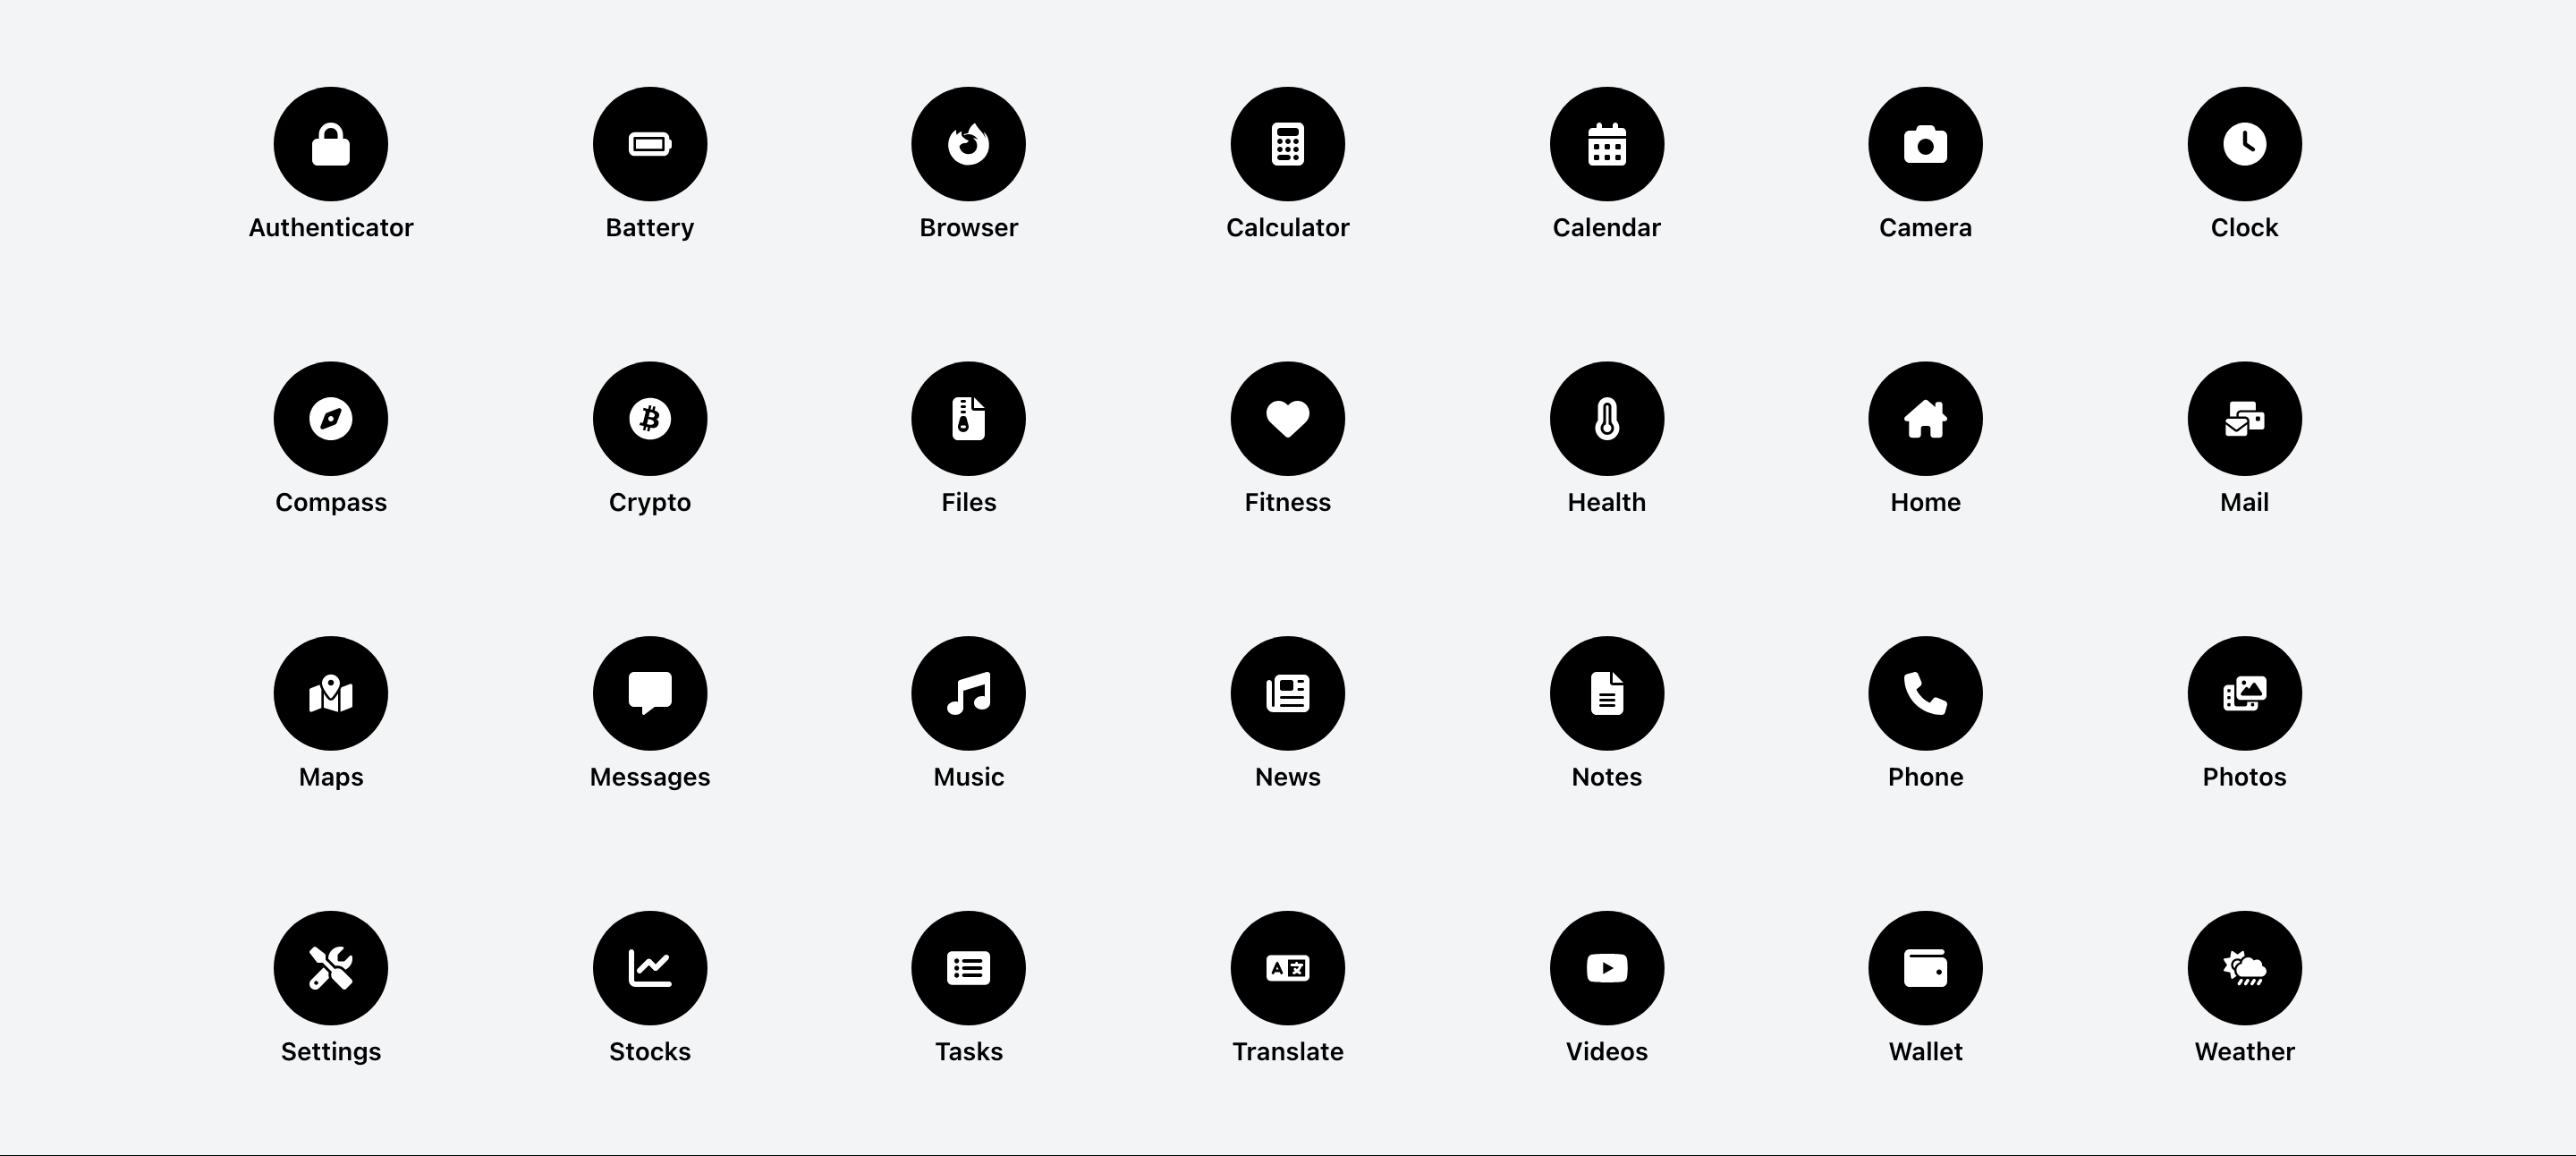 Authenticator
Battery
Browser
Calculator
Calendar
Camera
Clock
Compass
Crypto
Files
Fitness
Health
Home
Mail
Maps
Messages
Music
News
Notes
Phone
Photos
Settings
Stocks
Tasks
A 文
Translate
Videos
Wallet
Weather